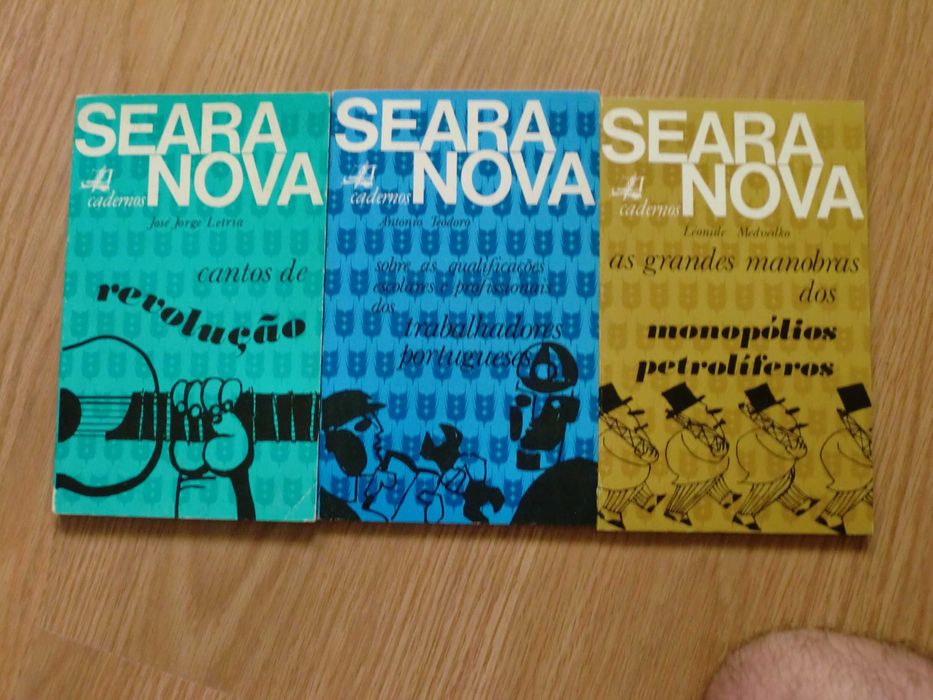 SEARA
NOVA
cadernos
José Jorge Letria
cantos de
revolução
SEARA
NOVA
cadernos
Antonio Teodoro
sobre as qualificações
escolares e profissionais
dos
trabalhadores
portugueses
SEARA
NOVA
cadernos
Leonide Medvedko
as grandes manobras
dos
monopólios
petrolíferos